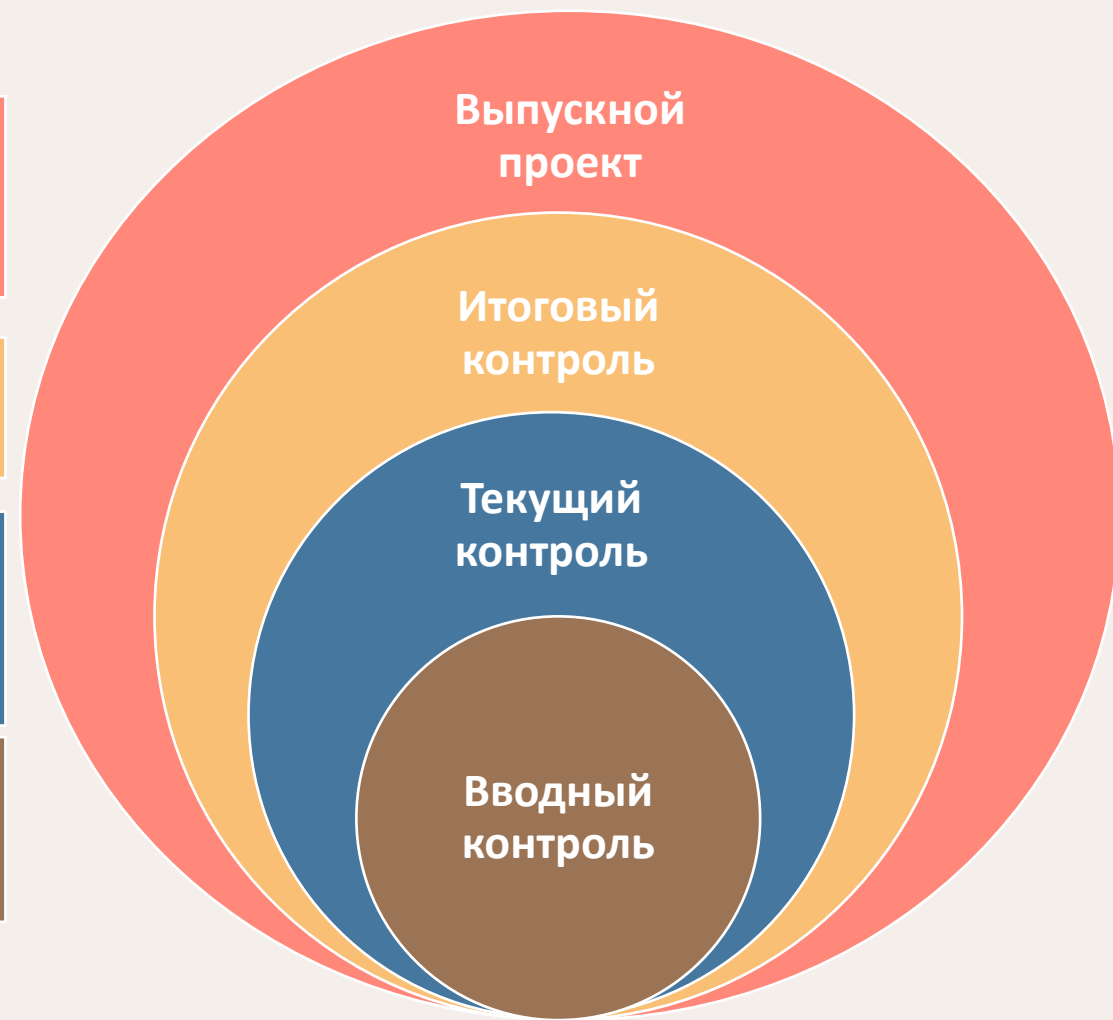 Выпускной
проект
Итоговый
контроль
Текущий
контроль
Вводный
контроль